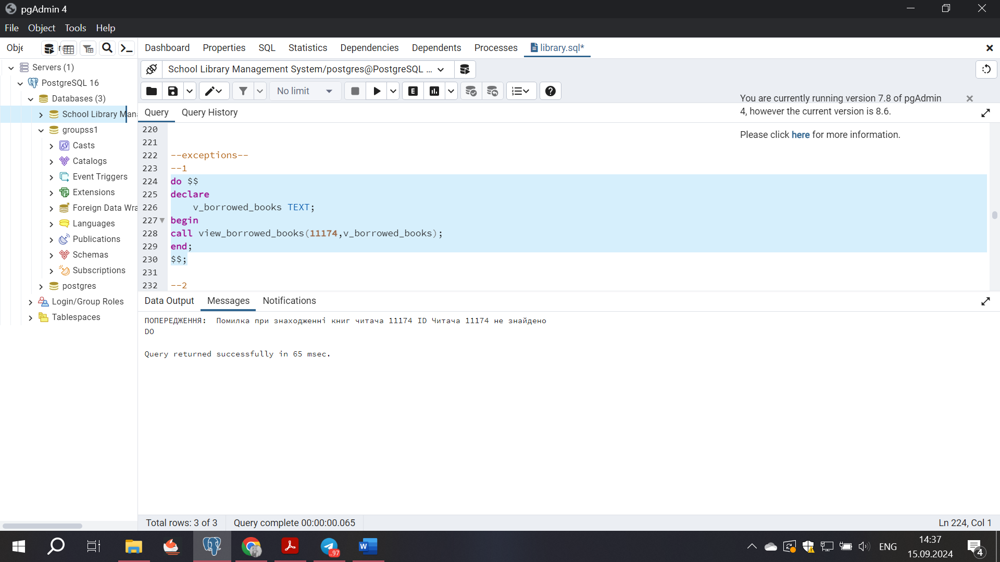 pgAdmin 4
File Object Tools Help
Dashboard Properties SQL Statistics Dependencies Dependents Processes library.sql*
Servers (1)
PostgreSQL 16
Databases (3)
School Library Man
groupss1
Casts
Catalogs
Event Triggers
Extensions
Foreign Data Wra
Languages
Publications
Schemas
Subscriptions
postgres
Login/Group Roles
Tablespaces
School Library Management System/postgres@PostgreSQL ...
No limit
E
You are currently running version 7.8 of pgAdmin
4, however the current version is 8.6.
Please click here for more information.
Query Query History
220
221
222 --exceptions--
223 --1
224 do $$
225 declare
226 v_borrowed_books TEXT;
227 begin
228 call view_borrowed_books(11174,v_borrowed_books);
229 end;
230 $$;
231
232 --2
Data Output Messages Notifications
ПОПЕРЕДЖЕННЯ: Помилка при знаходженні книг читача 11174 ID Читача 11174 не знайдено
DO
Query returned successfully in 65 msec.
Total rows: 3 of 3 Query complete 00:00:00.065 Ln 224, Col 1
..97
W
ENG
14:37
15.09.2024
4